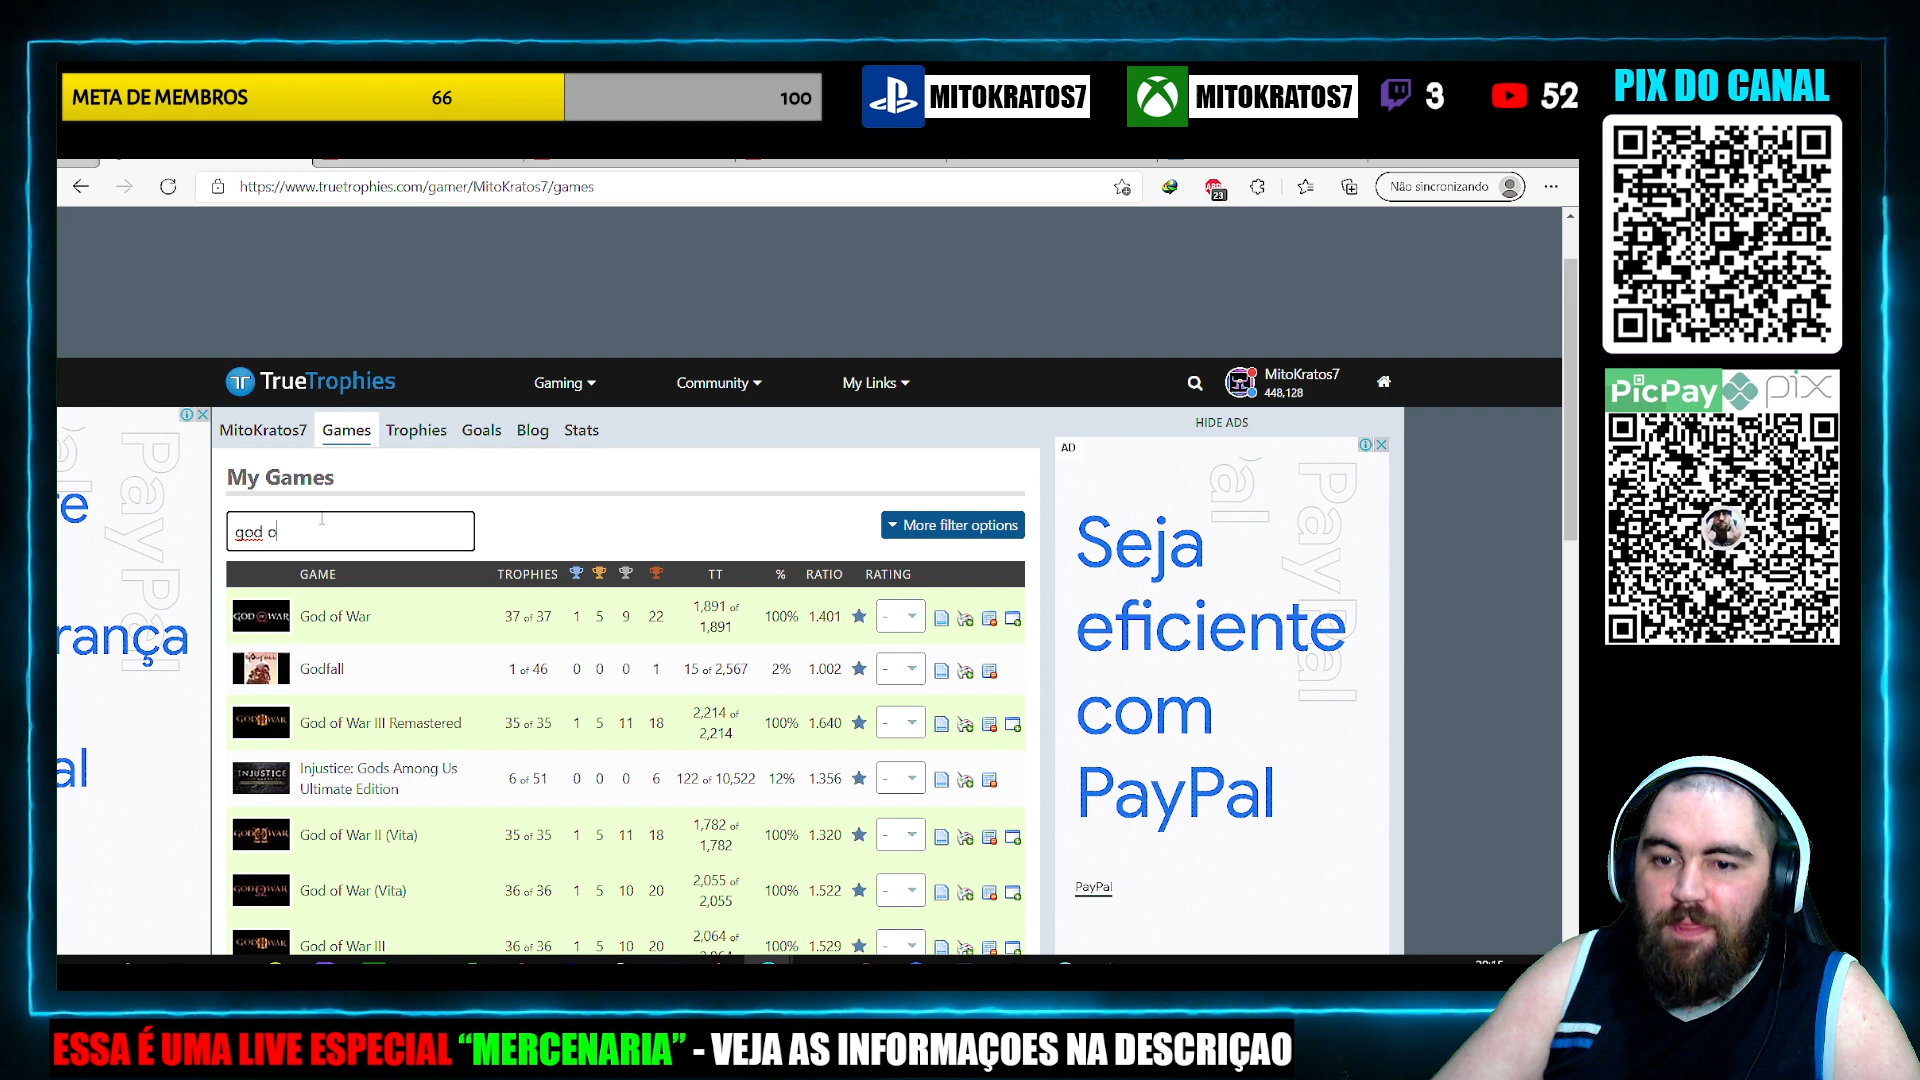 META DE MEMBROS 66 100
MITOKRATOS7
MITOKRATOS7
3
52
PIX DO CANAL
https://www.truetrophies.com/gamer/MitoKratos7/games
23
Não sincronizando
TrueTrophies
Gaming
Community
My Links
MitoKratos7
448,128
MitoKratos7 Games Trophies Goals Blog Stats
HIDE ADS
My Games
god o
More filter options
GAME TROPHIES TT % RATIO RATING
God of War 37 of 37 1 5 9 22 1,891 of 1,891 100% 1.401 -
Godfall 1 of 46 0 0 0 1 15 of 2,567 2% 1.002 -
God of War III Remastered 35 of 35 1 5 11 18 2,214 of 2,214 100% 1.640 -
Injustice: Gods Among Us Ultimate Edition 6 of 51 0 0 0 6 122 of 10,522 12% 1.356 -
God of War II (Vita) 35 of 35 1 5 11 18 1,782 of 1,782 100% 1.320 -
God of War (Vita) 36 of 36 1 5 10 20 2,055 of 2,055 100% 1.522 -
God of War III 36 of 36 1 5 10 20 2,064 of 100% 1.529 -
AD
Seja
eficiente
com
PayPal
PayPal
PayPal
re
rança
al
PayPal
PicPay pix
ESSA É UMA LIVE ESPECIAL “MERCENARIA” - VEJA AS INFORMAÇOES NA DESCRIÇAO